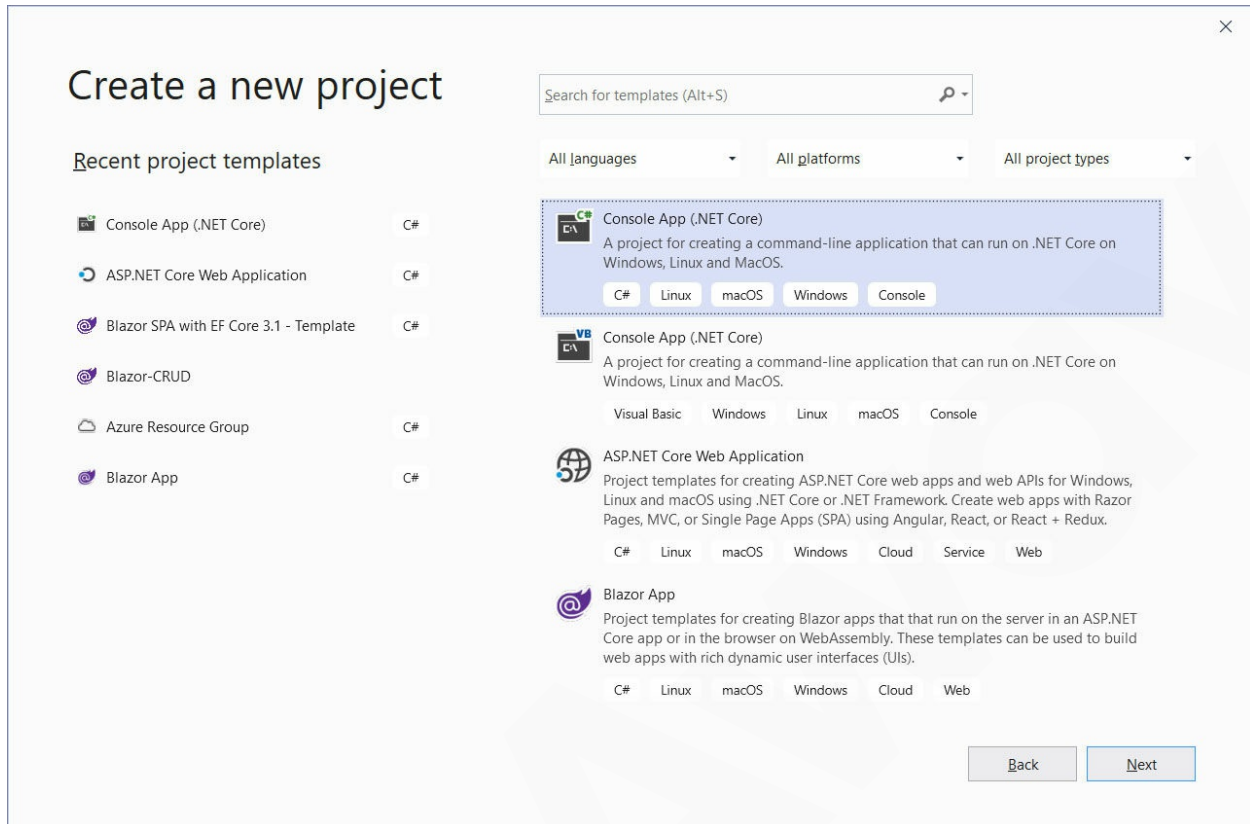 Create a new project
Search for templates (Alt+S)
Recent project templates
All languages
All platforms
All project types
Console App (.NET Core) C#
ASP.NET Core Web Application C#
Blazor SPA with EF Core 3.1 - Template C#
Blazor-CRUD
Azure Resource Group C#
Blazor App C#
C#
C:\
Console App (.NET Core)
A project for creating a command-line application that can run on .NET Core on
Windows, Linux and MacOS.
C# Linux macOS Windows Console
VB
C:\
Console App (.NET Core)
A project for creating a command-line application that can run on .NET Core on
Windows, Linux and MacOS.
Visual Basic Windows Linux macOS Console
ASP.NET Core Web Application
Project templates for creating ASP.NET Core web apps and web APIs for Windows,
Linux and macOS using .NET Core or .NET Framework. Create web apps with Razor
Pages, MVC, or Single Page Apps (SPA) using Angular, React, or React + Redux.
C# Linux macOS Windows Cloud Service Web
Blazor App
Project templates for creating Blazor apps that that run on the server in an ASP.NET
Core app or in the browser on WebAssembly. These templates can be used to build
web apps with rich dynamic user interfaces (UIs).
C# Linux macOS Windows Cloud Web
Back
Next